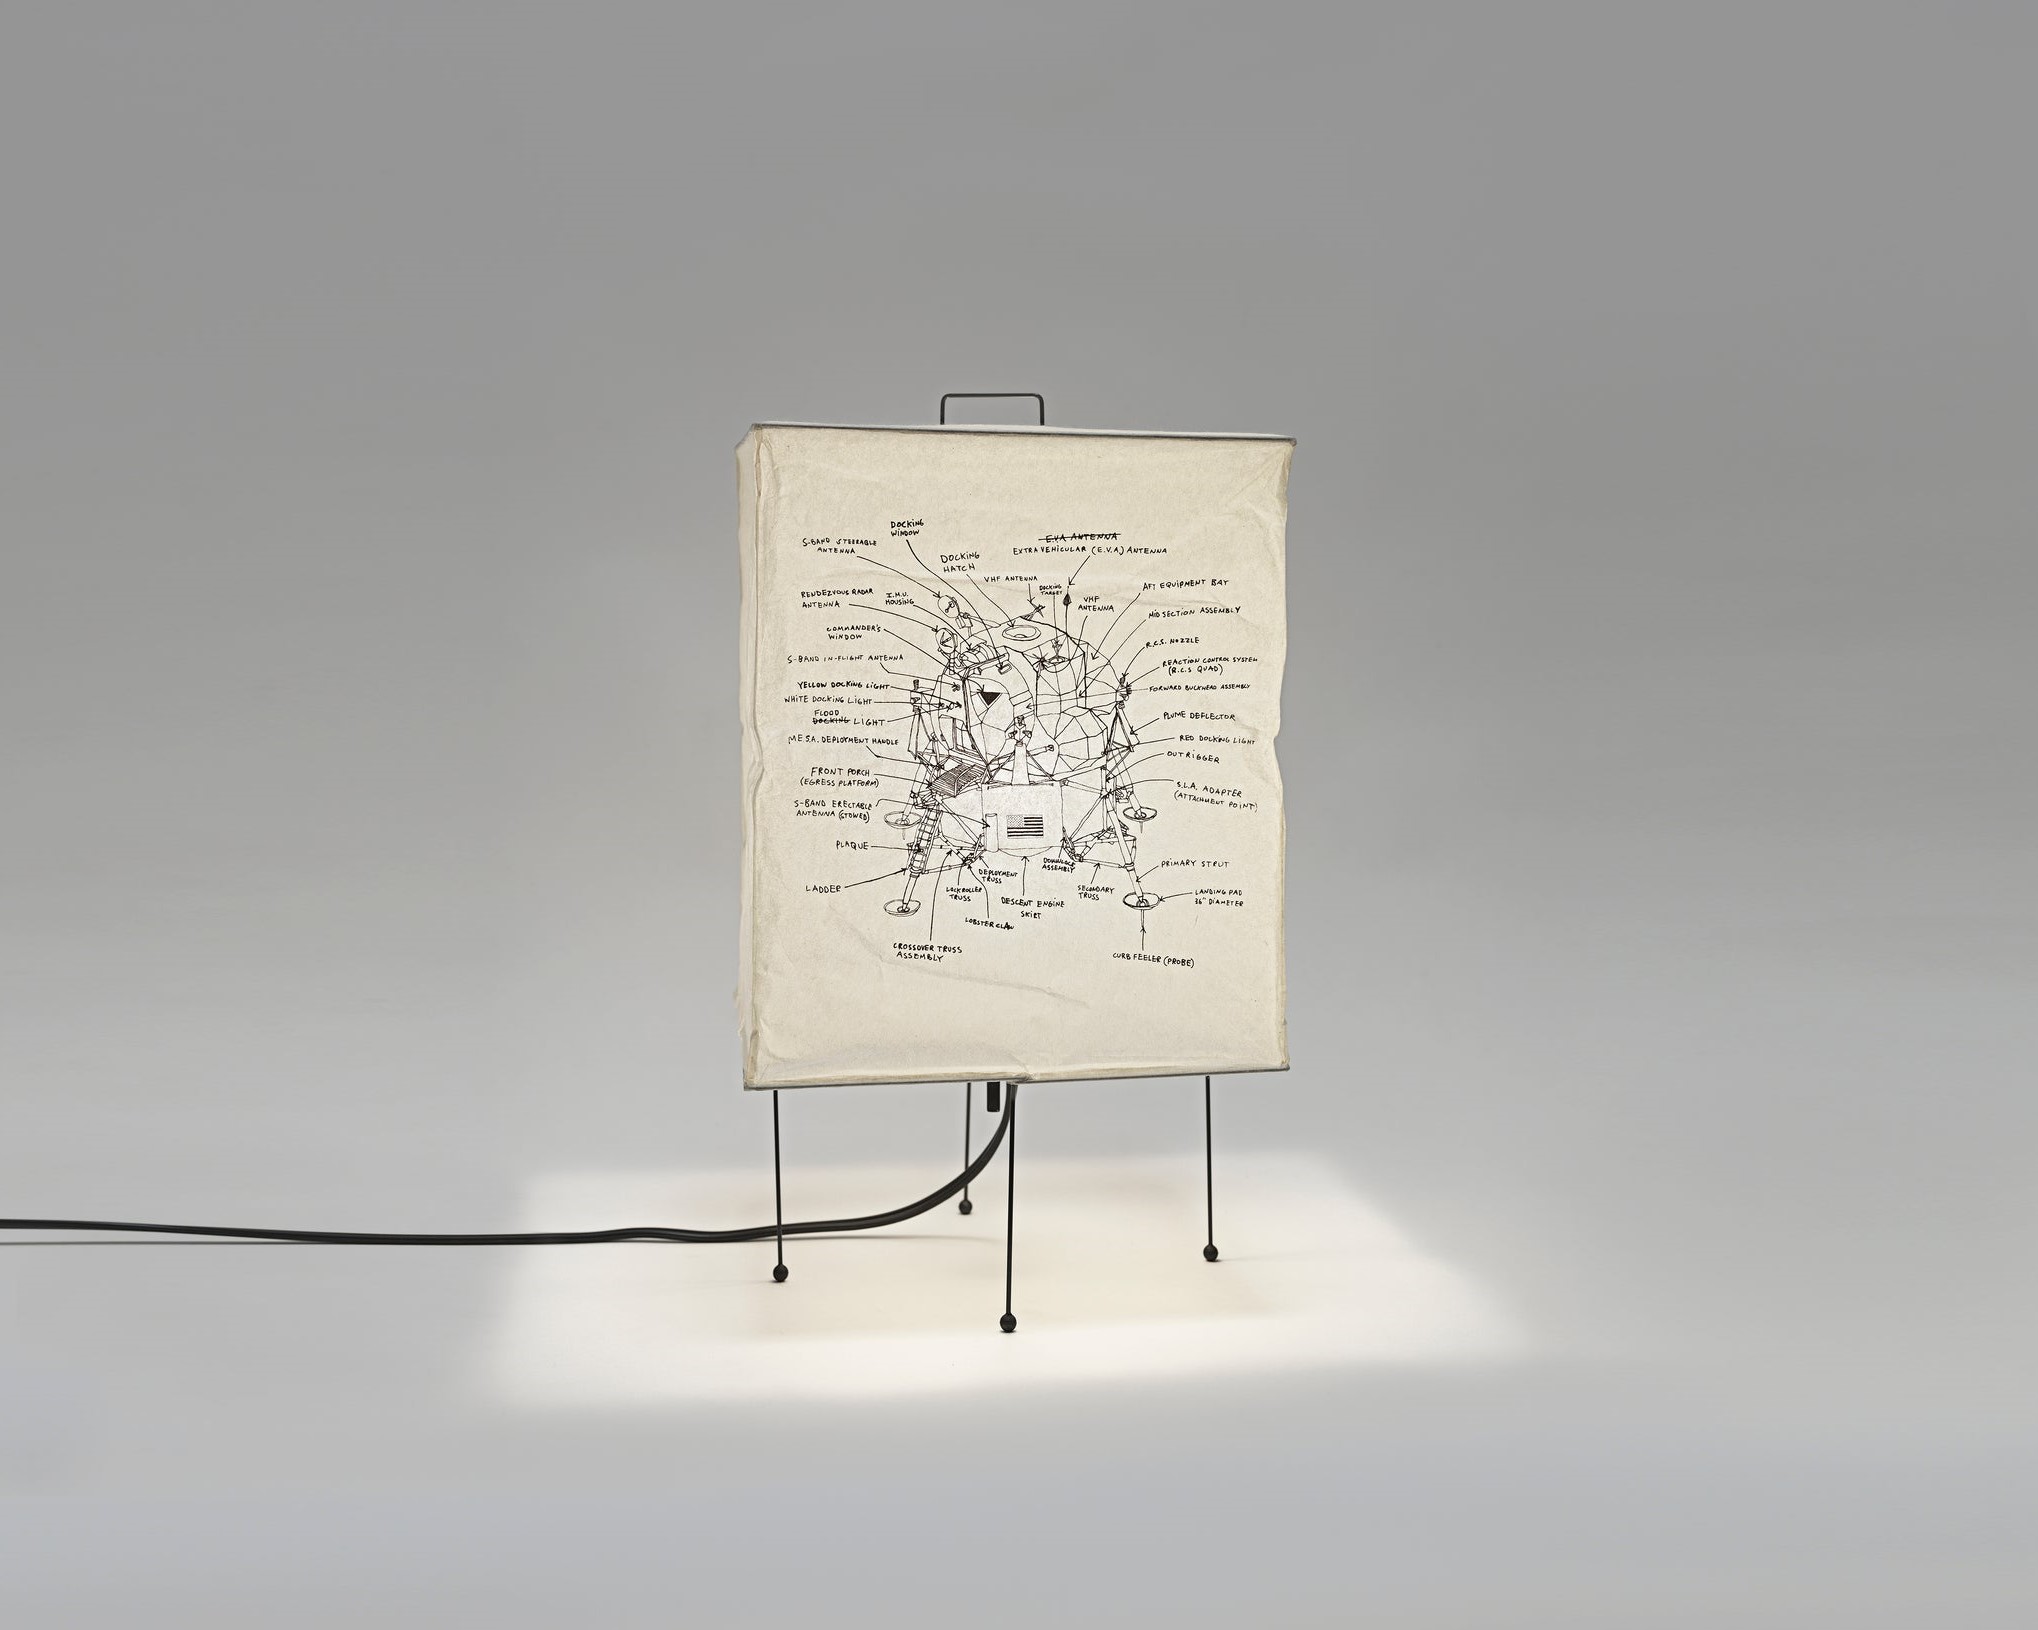 DOCKING
WINDOW
S-BAND STEERABLE
ANTENNA
E.V.A ANTENNA
EXTRA VEHICULAR (E.V.A.) ANTENNA
DOCKING
HATCH
VHF ANTENNA
DOCKING
TARGET
AFT EQUIPMENT BAY
RENDEZVOUS RADAR
ANTENNA
I.M.U.
HOUSING
VHF
ANTENNA
MID SECTION ASSEMBLY
COMMANDER'S
WINDOW
R.C.S. NOZZLE
S-BAND IN-FLIGHT ANTENNA
REACTION CONTROL SYSTEM
(R.C.S QUAD)
YELLOW DOCKING LIGHT
FORWARD BUCKHEAD ASSEMBLY
WHITE DOCKING LIGHT
FLOOD
DOCKING LIGHT
PLUME DEFLECTOR
M.E.S.A. DEPLOYMENT HANDLE
RED DOCKING LIGHT
OUTRIGGER
FRONT PORCH
(EGRESS PLATFORM)
S.L.A. ADAPTER
(ATTACHMENT POINT)
S-BAND ERECTABLE
ANTENNA (STOWED)
PLAQUE
DOWNLOCK
ASSEMBLY
PRIMARY STRUT
LADDER
DEPLOYMENT
TRUSS
LOCKROLLER
TRUSS
SECONDARY
TRUSS
LANDING PAD
36" DIAMETER
DESCENT ENGINE
SKIRT
LOBSTER CLAW
CROSSOVER TRUSS
ASSEMBLY
CURB FEELER (PROBE)